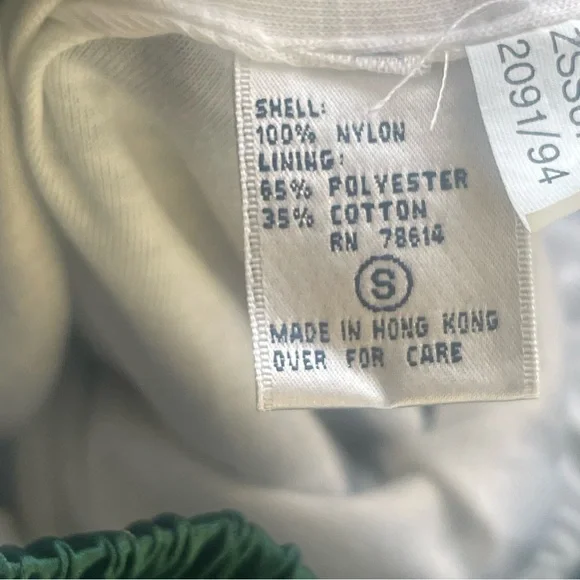 SHELL:
100% NYLON
LINING:
65% POLYESTER
35% COTTON
RN 78614
S
MADE IN HONG KONG
OVER FOR CARE
2091/94